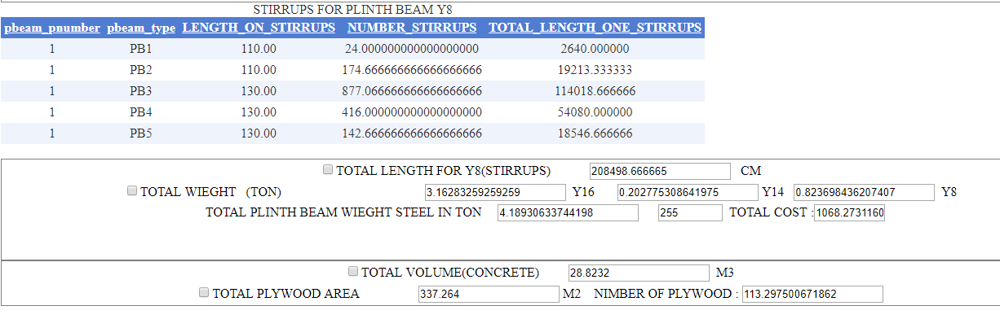 STIRRUPS FOR PLINTH BEAM Y8
pbeam_pnumber pbeam_type LENGTH_ON_STIRRUPS NUMBER_STIRRUPS TOTAL_LENGTH_ONE_STIRRUPS
1 PB1 110.00 24.000000000000000000 2640.000000
1 PB2 110.00 174.666666666666666666 19213.333333
1 PB3 130.00 877.066666666666666666 114018.666666
1 PB4 130.00 416.000000000000000000 54080.000000
1 PB5 130.00 142.666666666666666666 18546.666666
TOTAL LENGTH FOR Y8(STIRRUPS) 208498.666665 CM
TOTAL WIEGHT (TON) 3.16283259259259 Y16 0.202775308641975 Y14 0.823698436207407 Y8
TOTAL PLINTH BEAM WIEGHT STEEL IN TON 4.18930633744198 255 TOTAL COST : 1068.2731160
TOTAL VOLUME(CONCRETE) 28.8232 M3
TOTAL PLYWOOD AREA 337.264 M2 NIMBER OF PLYWOOD : 113.297500671862